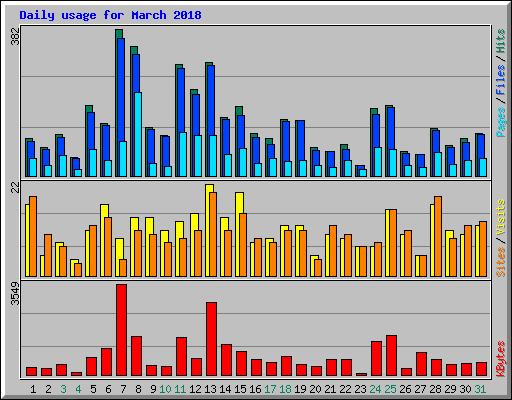 Daily usage for March 2018
382
Pages / Files / Hits
22
Sites / Visits
3549
KBytes
1 2 3 4 5 6 7 8 9 10 11 12 13 14 15 16 17 18 19 20 21 22 23 24 25 26 27 28 29 30 31